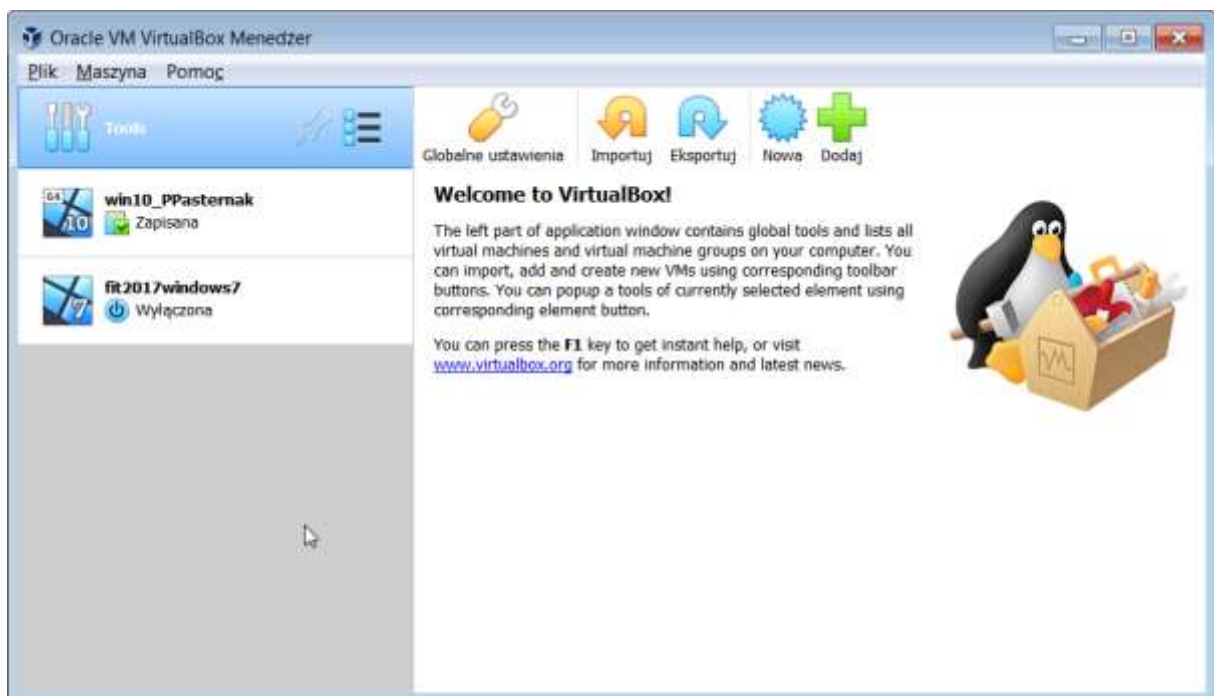 Oracle VM VirtualBox Menedzer
Plik Maszyna Pomoc
Tools
Globalne ustawienia Importuj Eksportuj Nowa Dodaj
64
10
win10_PPasternak
Zapisana
7
fit2017windows7
Wyłączona
Welcome to VirtualBox!
The left part of application window contains global tools and lists all
virtual machines and virtual machine groups on your computer. You
can import, add and create new VMs using corresponding toolbar
buttons. You can popup a tools of currently selected element using
corresponding element button.
You can press the F1 key to get instant help, or visit
www.virtualbox.org for more information and latest news.
VM